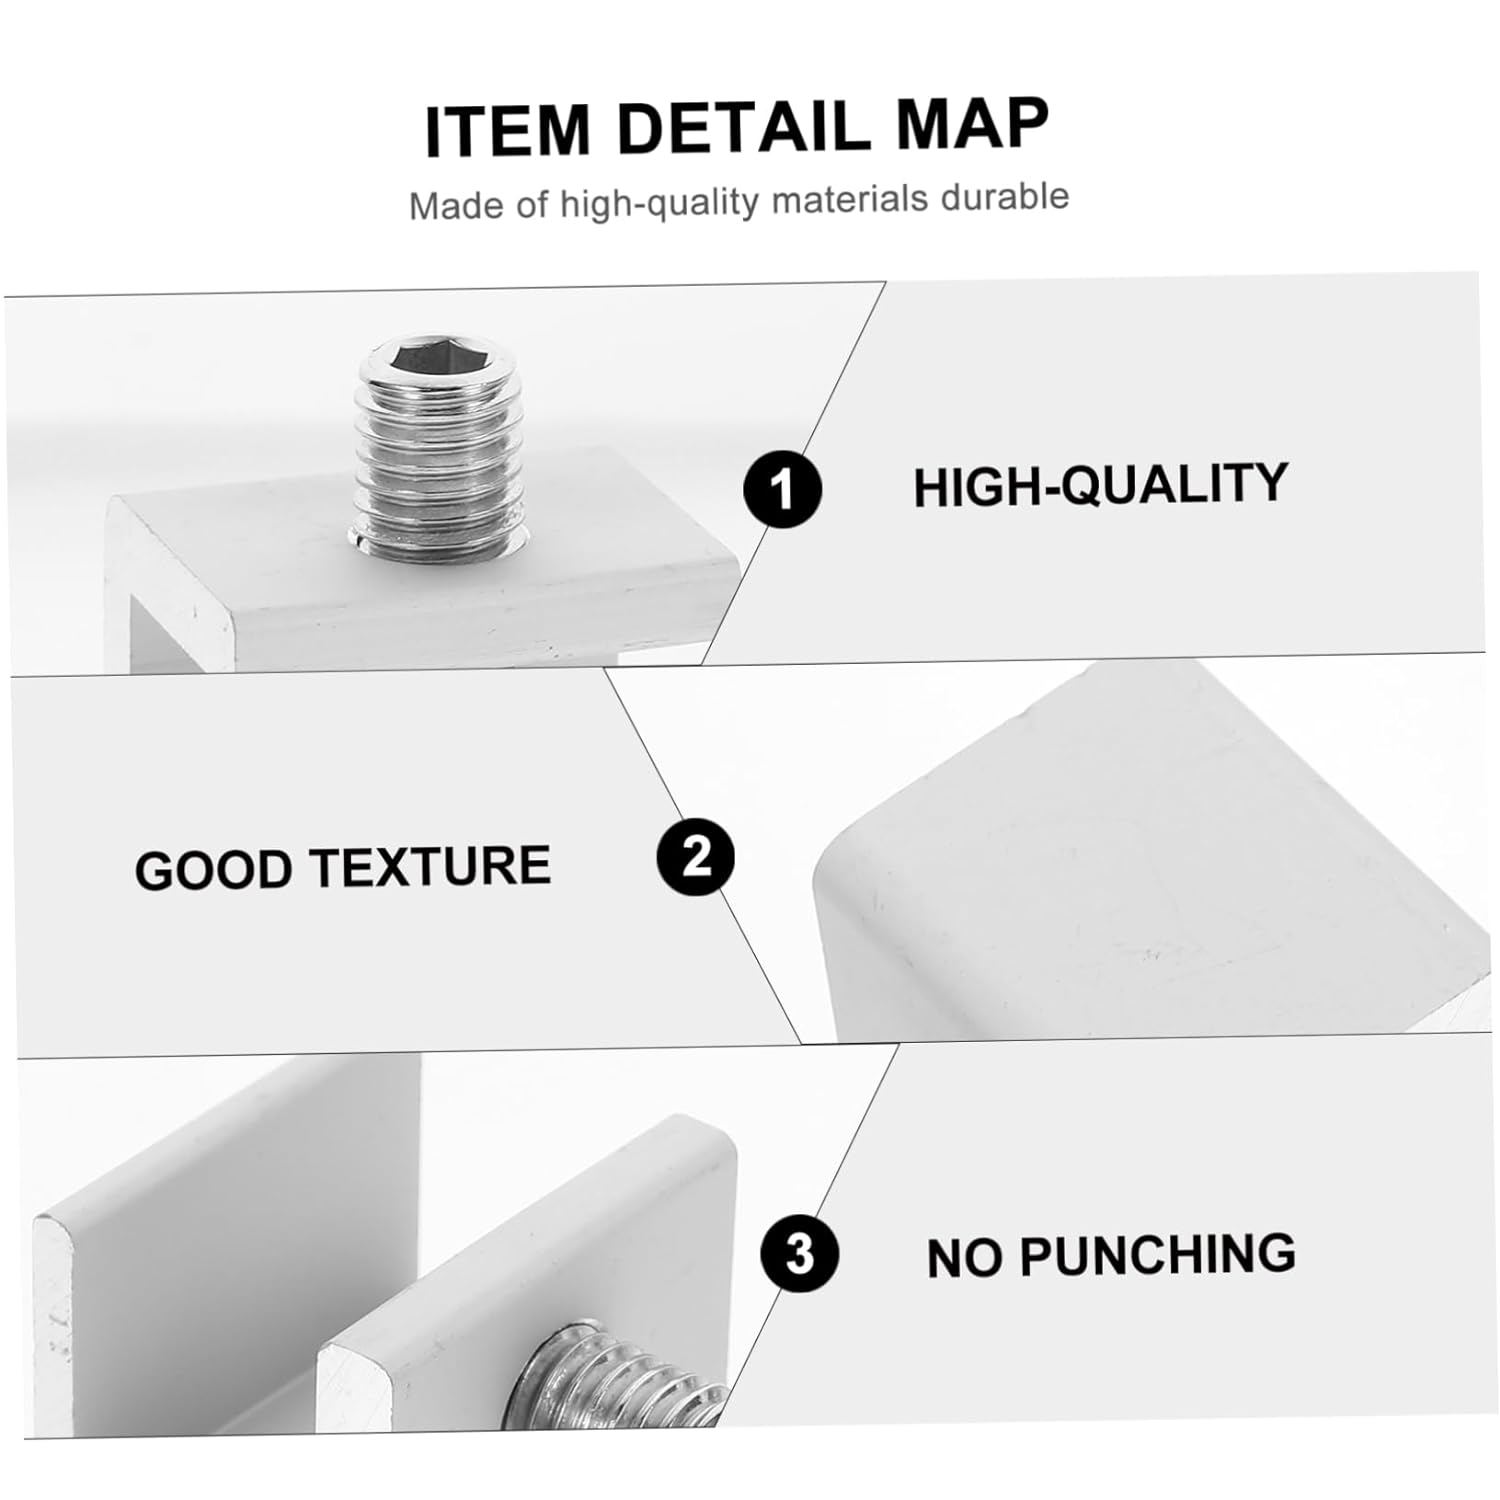 ITEM DETAIL MAP
Made of high-quality materials durable
1
HIGH-QUALITY
GOOD TEXTURE
2
3
NO PUNCHING